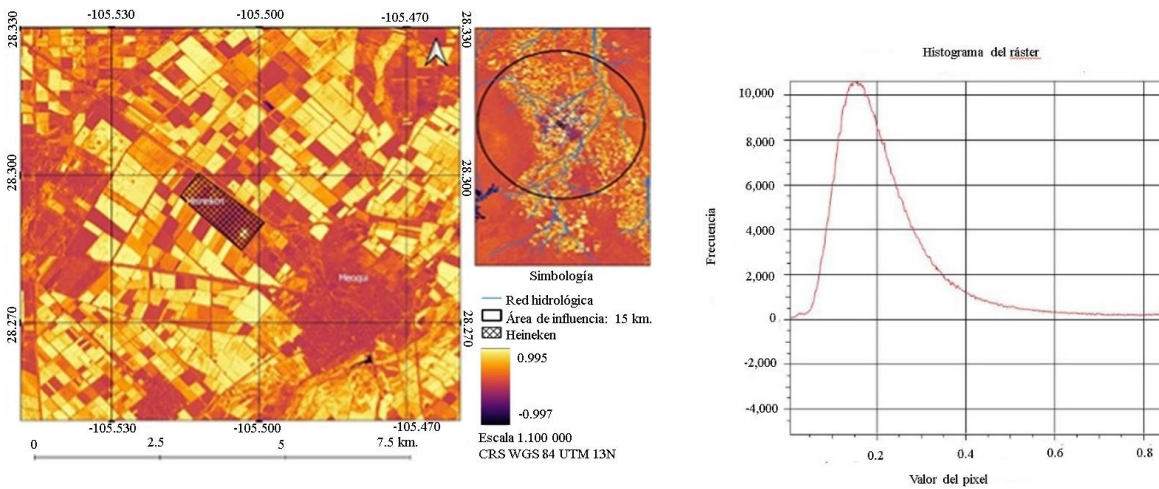 -105.530 -105.500 -105.470
28.330
28.330
28.300
28.300
28.270
28.270
Heineken
Meoqui
-105.530 -105.500 -105.470
0 2.5 5 7.5 km.
Simbología
Red hidrológica
Área de influencia: 15 km.
Heineken
0.995
-0.997
Escala 1.100 000
CRS WGS 84 UTM 13N
Histograma del ráster
Frecuencia
10,000
8,000
6,000
4,000
2,000
0
-2,000
-4,000
0.2 0.4 0.6 0.8
Valor del pixel